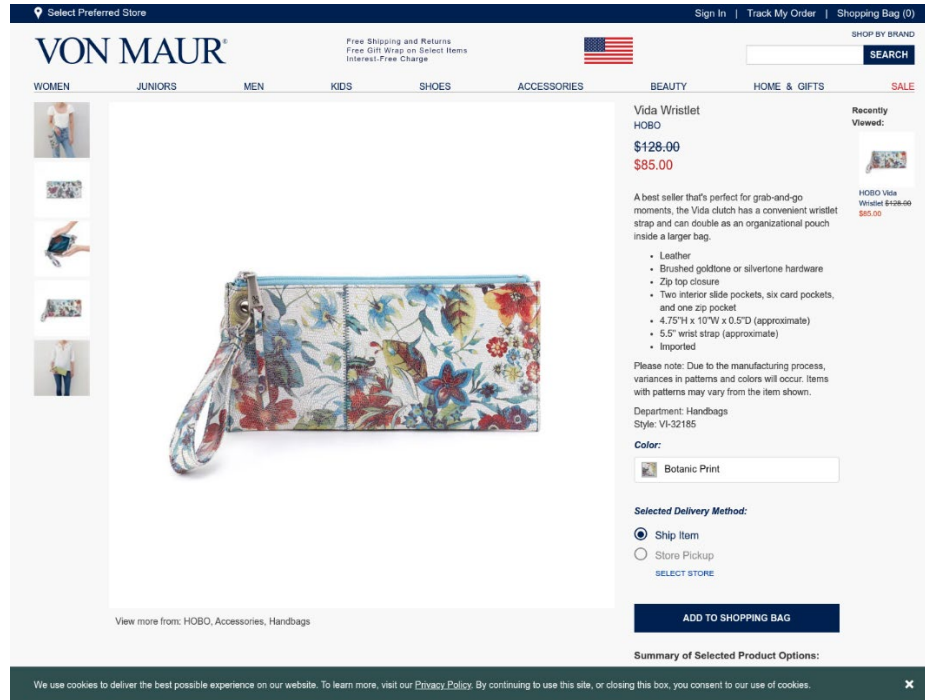 Select Preferred Store
Sign In | Track My Order | Shopping Bag (0)
VON MAUR®
Free Shipping and Returns
Free Gift Wrap on Select Items
Interest-Free Charge
SHOP BY BRAND
SEARCH
WOMEN JUNIORS MEN KIDS SHOES ACCESSORIES BEAUTY HOME & GIFTS SALE
Vida Wristlet
HOBO
$128.00
$85.00
A best seller that's perfect for grab-and-go
moments, the Vida clutch has a convenient wristlet
strap and can double as an organizational pouch
inside a larger bag.
• Leather
• Brushed goldtone or silvertone hardware
• Zip top closure
• Two interior slide pockets, six card pockets,
and one zip pocket
• 4.75"H x 10"W x 0.5"D (approximate)
• 5.5" wrist strap (approximate)
• Imported
Please note: Due to the manufacturing process,
variances in patterns and colors will occur. Items
with patterns may vary from the item shown.
Department: Handbags
Style: VI-32185
Color:
Botanic Print
Selected Delivery Method:
Ship Item
Store Pickup
SELECT STORE
ADD TO SHOPPING BAG
Summary of Selected Product Options:
Recently
Viewed:
HOBO Vida
Wristlet $128.00
$85.00
View more from: HOBO, Accessories, Handbags
We use cookies to deliver the best possible experience on our website. To learn more, visit our Privacy Policy. By continuing to use this site, or closing this box, you consent to our use of cookies. ×